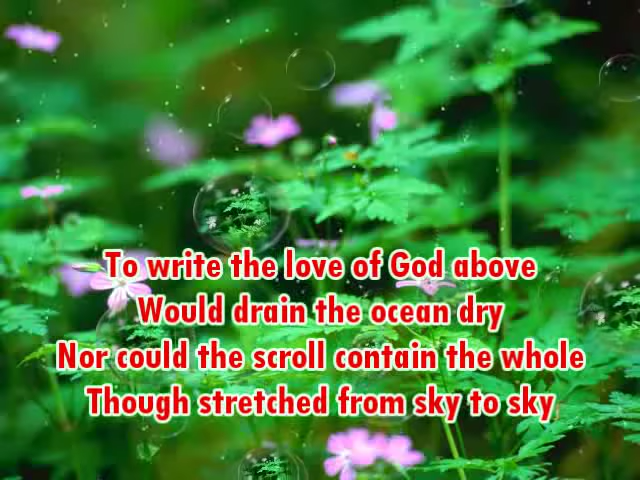 To write the love of God above
Would drain the ocean dry
Nor could the scroll contain the whole
Though stretched from sky to sky